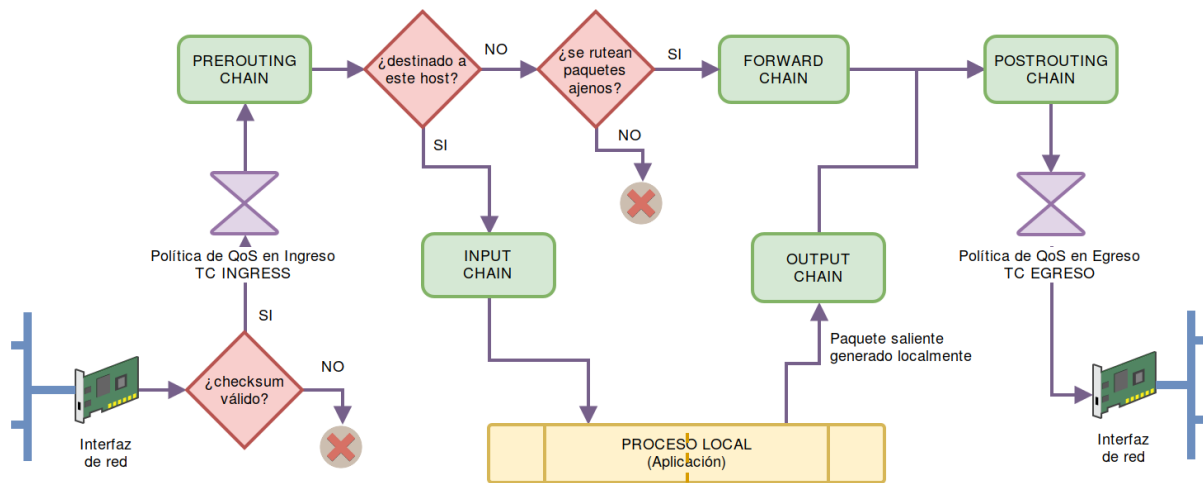 PREROUTING
CHAIN
¿destinado a
este host?
NO
¿se rutean
paquetes
ajenos?
SI
FORWARD
CHAIN
POSTROUTING
CHAIN
SI
NO
Política de QoS en Ingreso
TC INGRESS
INPUT
CHAIN
OUTPUT
CHAIN
Política de QoS en Egreso
TC EGRESO
SI
¿checksum
válido?
NO
Paquete saliente
generado localmente
Interfaz
de red
PROCESO LOCAL
(Aplicación)
Interfaz
de red